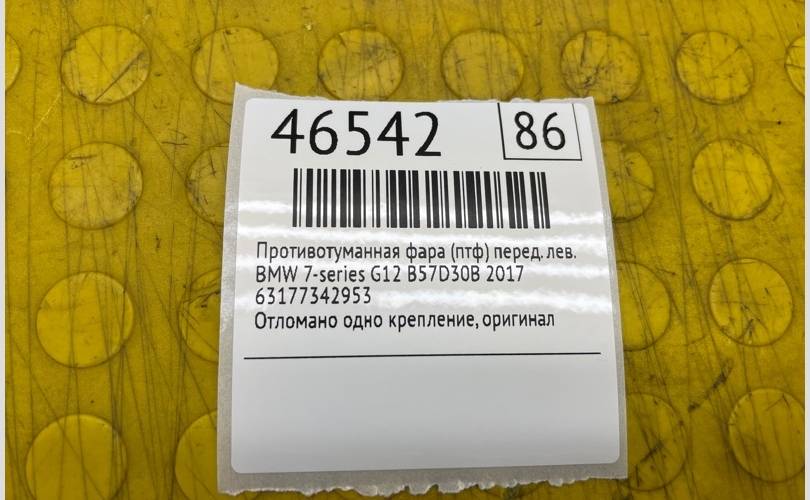 46542
86
Противотуманная фара (птф) перед. лев.
BMW 7-series G12 B57D30B 2017
63177342953
Отломано одно крепление, оригинал